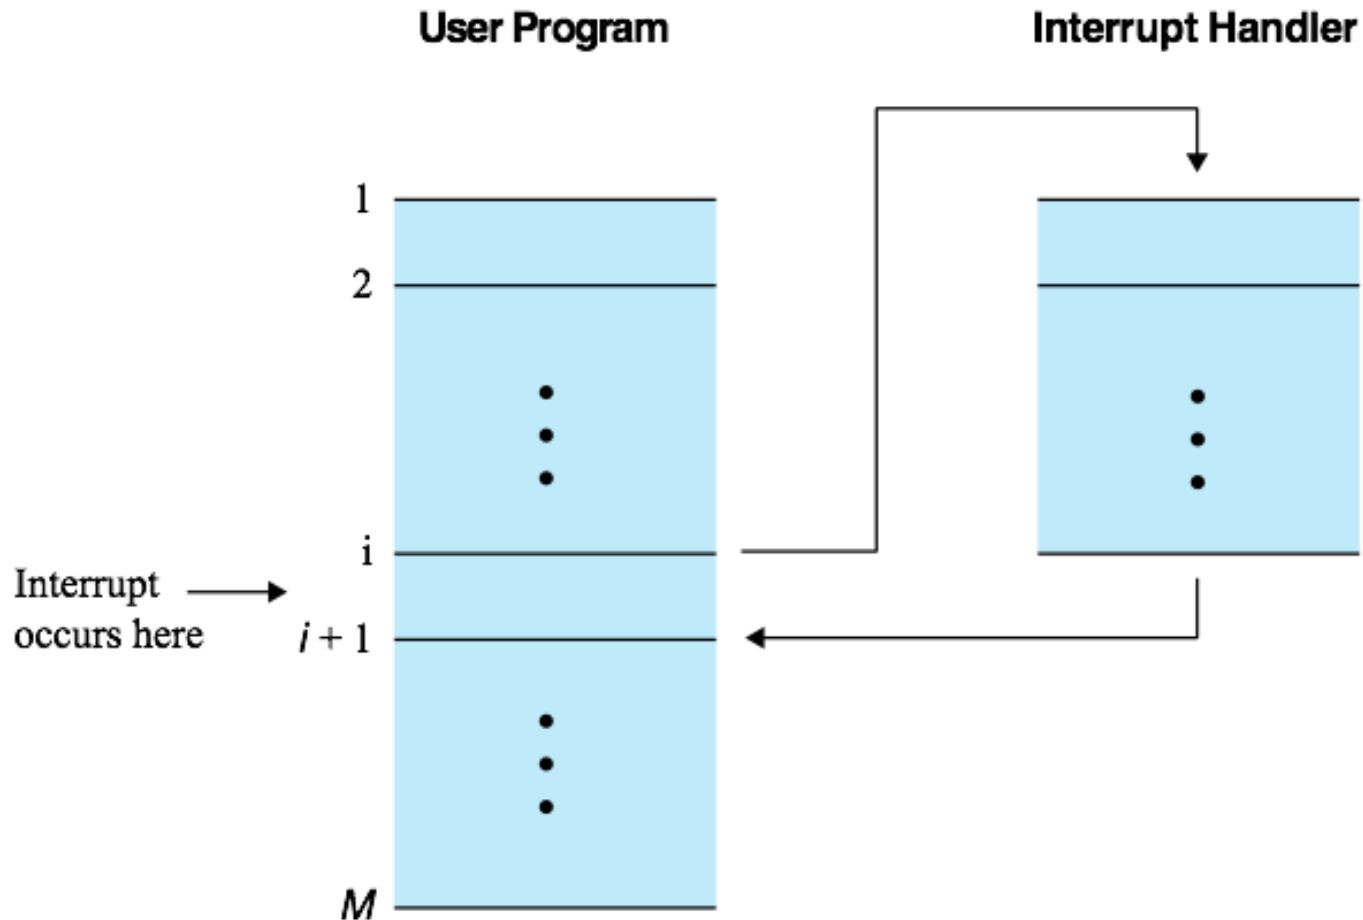 User Program
Interrupt Handler
1
2
i
Interrupt
occurs here
i + 1
M